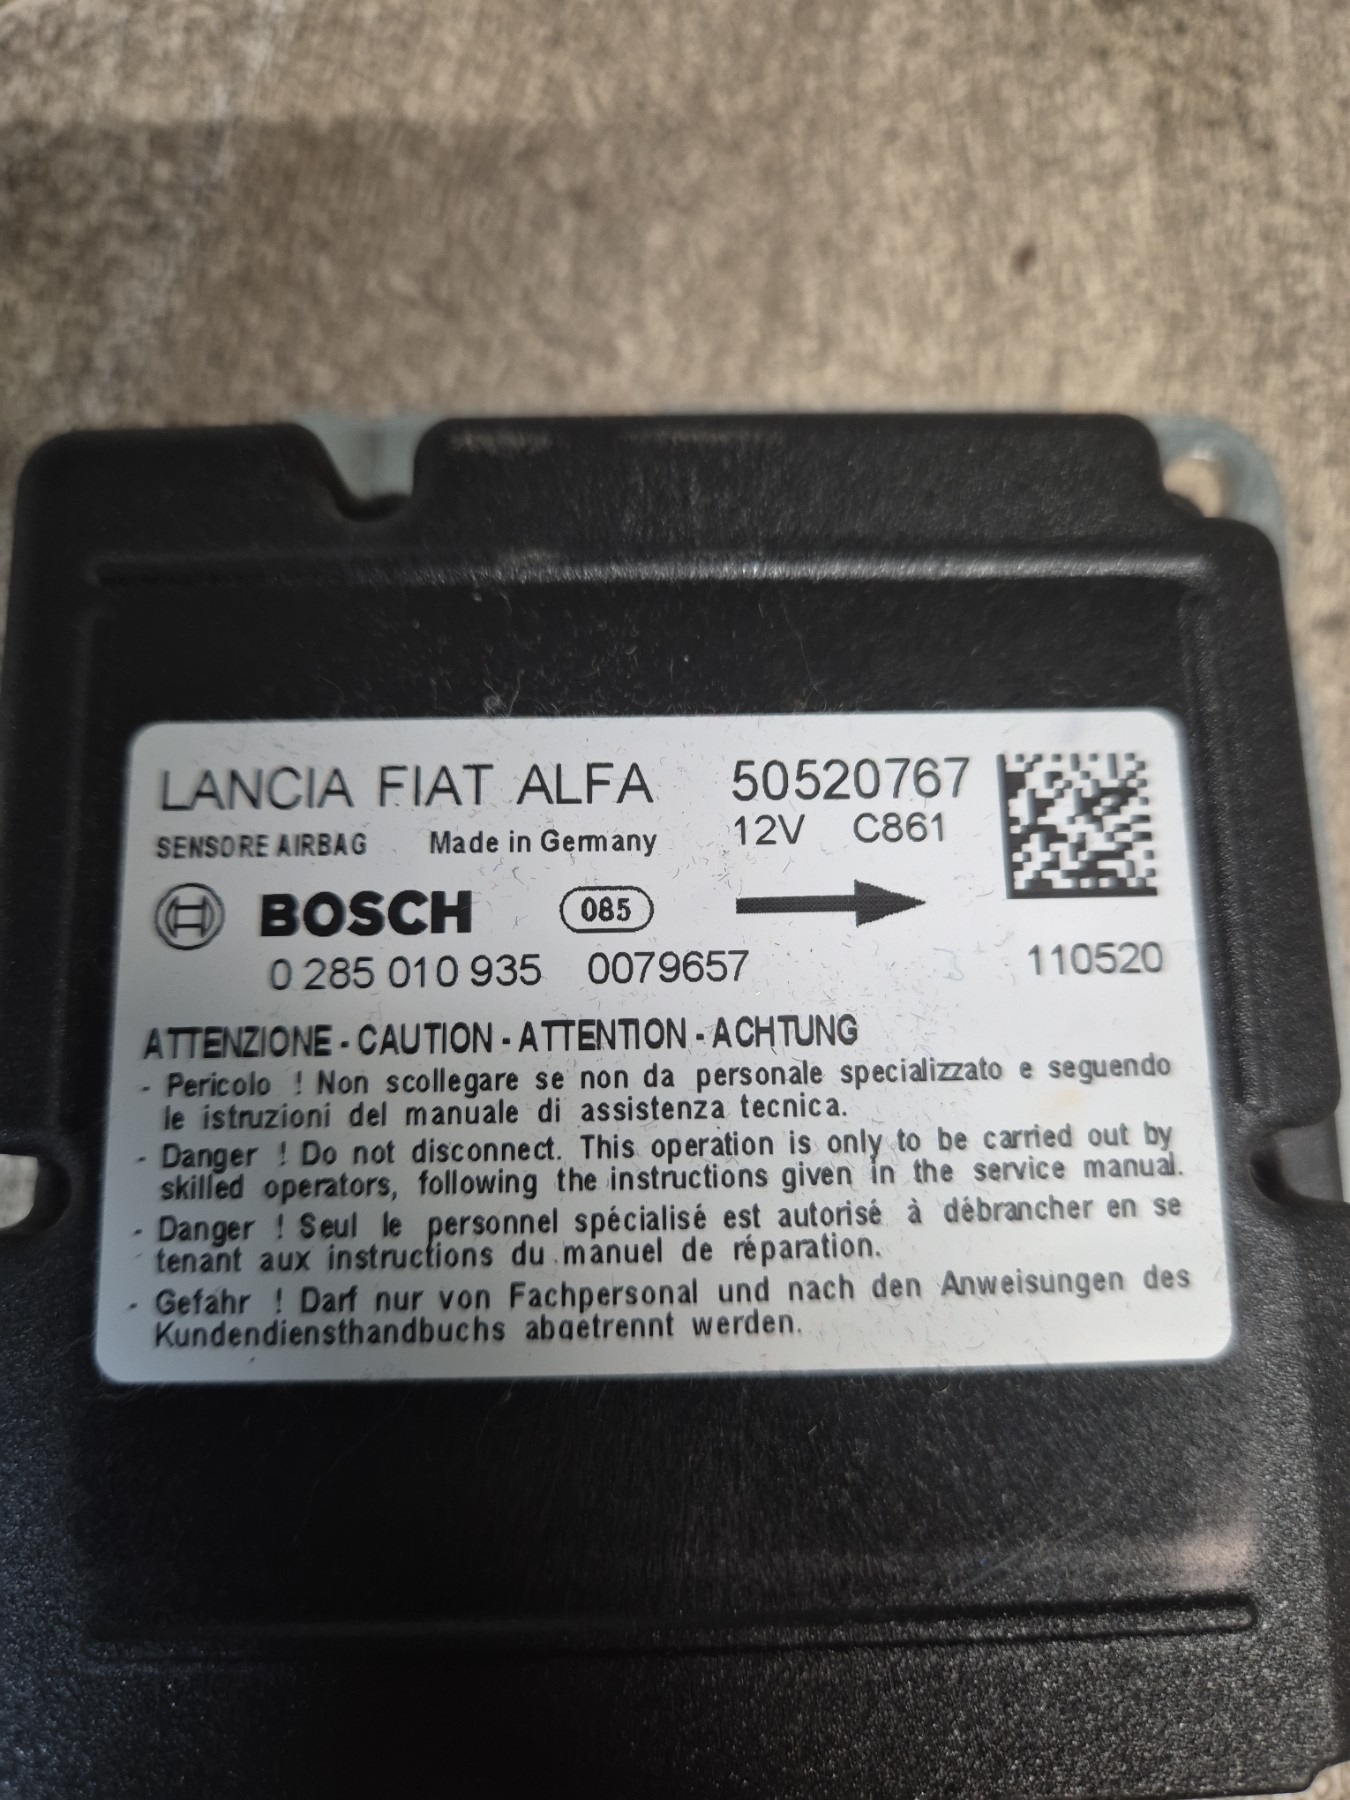 LANCIA FIAT ALFA 50520767
SENSORE AIRBAG Made in Germany 12V C861
BOSCH 085
0 285 010 935 0079657 110520
ATTENZIONE - CAUTION - ATTENTION - ACHTUNG
- Pericolo ! Non scollegare se non da personale specializzato e seguendo
le istruzioni del manuale di assistenza tecnica.
- Danger ! Do not disconnect. This operation is only to be carried out by
skilled operators, following the instructions given in the service manual.
- Danger ! Seul le personnel spécialisé est autorisé à débrancher en se
tenant aux instructions du manuel de réparation.
- Gefahr ! Darf nur von Fachpersonal und nach den Anweisungen des
Kundendiensthandbuchs abgetrennt werden.